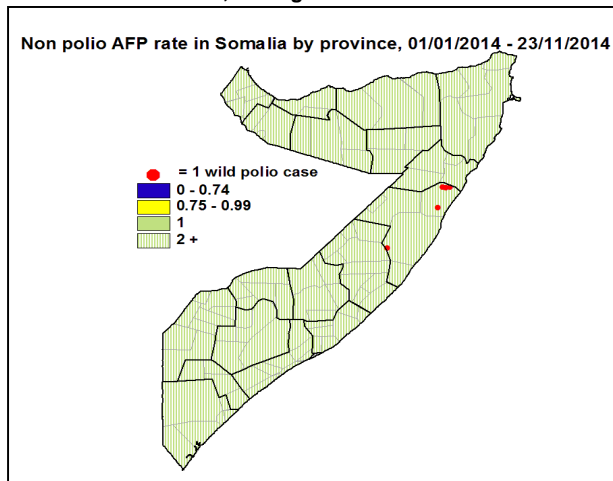 Non polio AFP rate in Somalia by province, 01/01/2014 - 23/11/2014
= 1 wild polio case
0 - 0.74
0.75 - 0.99
1
2 +